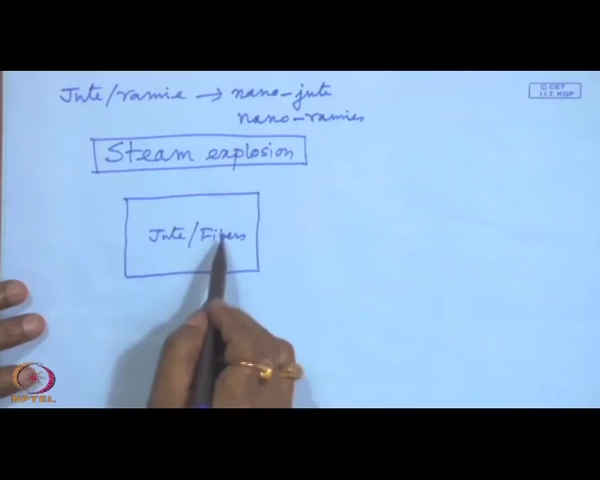 Jute/ramie → nano-jute
nano-ramies
Steam explosion
Jute/Fibers
© CET
I.I.T. KGP
NPTEL